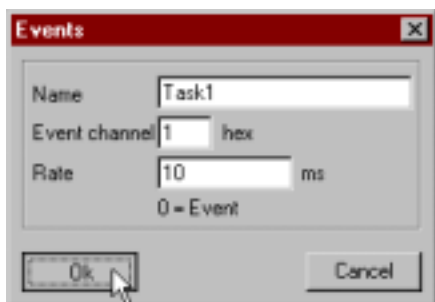 Events
Name Task1
Event channel 1 hex
Rate 10 ms
0 = Event
Ok Cancel